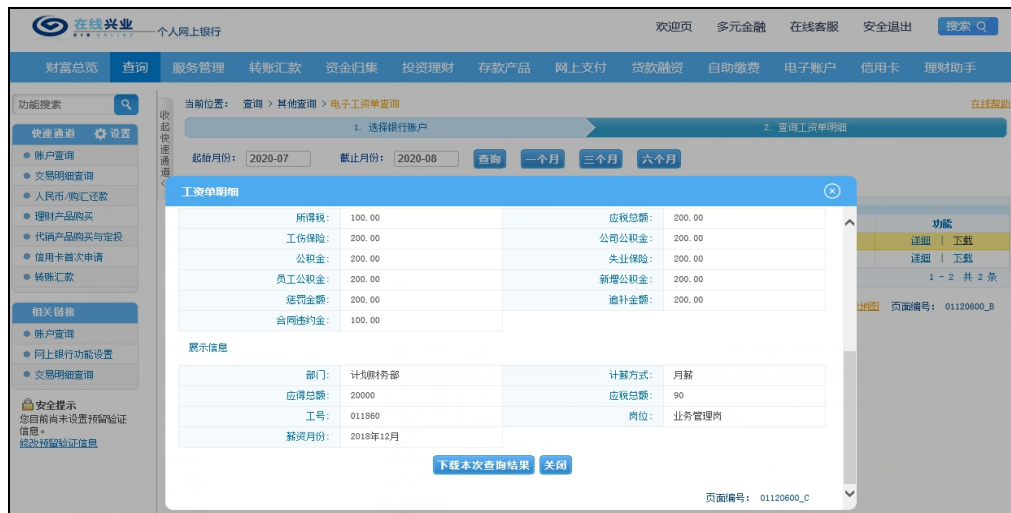 在线兴业 个人网上银行 欢迎页 多元金融 在线客服 安全退出 搜索
财富总览 查询 服务管理 转账汇款 资金归集 投资理财 存款产品 网上支付 贷款融资 自助缴费 电子账户 信用卡 理财助手
功能搜索
快速通道 设置
账户查询
交易明细查询
人民币/购汇还款
理财产品购买
代销产品购买与定投
信用卡首次申请
转账汇款
相关链接
账户查询
网上银行功能设置
交易明细查询
安全提示
您目前尚未设置预留验证
信息。
修改预留验证信息
收起快速通道
当前位置: 查询 > 其他查询 > 电子工资单查询 在线帮助
1. 选择银行账户 2. 查询工资单明细
起始月份: 2020-07 截止月份: 2020-08 查询 一个月 三个月 六个月
功能
详细 | 下载
详细 | 下载
1 - 2 共 2 条
地图 页面编号: 01120600_B
工资单明细
所得税: 100.00 应税总额: 200.00
工伤保险: 200.00 公司公积金: 200.00
公积金: 200.00 失业保险: 200.00
员工公积金: 200.00 新增公积金: 200.00
惩罚金额: 200.00 追补金额: 200.00
合同违约金: 100.00
展示信息
部门: 计划财务部 计薪方式: 月薪
应得总额: 20000 应税总额: 90
工号: 011860 岗位: 业务管理岗
薪资月份: 2018年12月
下载本次查询结果 关闭
页面编号: 01120600_C